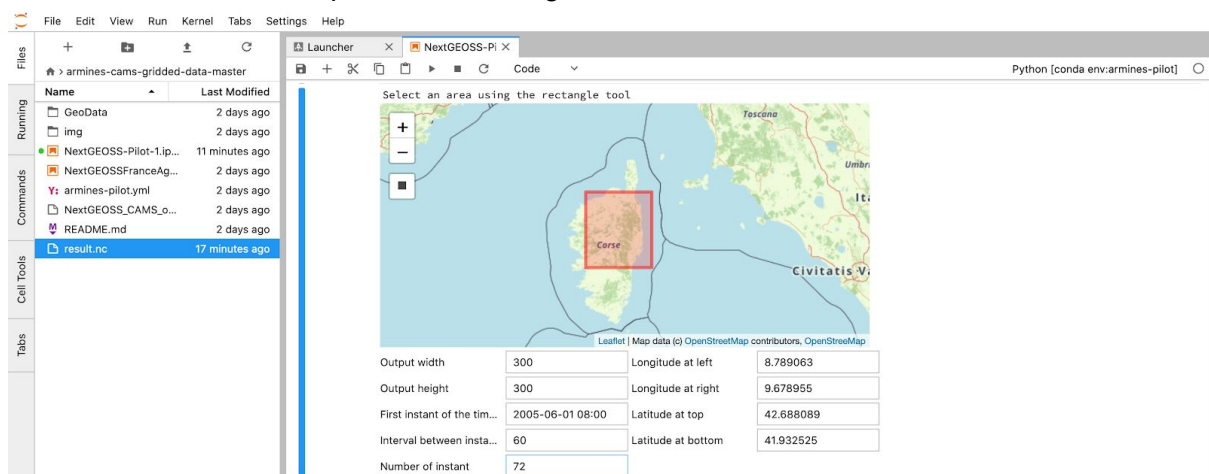 File Edit View Run Kernel Tabs Settings Help
Files
Running
Commands
Cell Tools
Tabs
armines-cams-gridded-data-master
Name Last Modified
GeoData 2 days ago
img 2 days ago
NextGEOSS-Pilot-1.ip... 11 minutes ago
NextGEOSSFranceAg... 2 days ago
Y: armines-pilot.yml 2 days ago
NextGEOSS_CAMS_o... 2 days ago
README.md 2 days ago
result.nc 17 minutes ago
Launcher NextGEOSS-Pi
Code Python [conda env:armines-pilot]
Select an area using the rectangle tool
+
−
Toscana
Umbr
Ita
Corse
Civitatis Va
Leaflet | Map data (c) OpenStreetMap contributors, OpenStreeMap
Output width 300 Longitude at left 8.789063
Output height 300 Longitude at right 9.678955
First instant of the tim... 2005-06-01 08:00 Latitude at top 42.688089
Interval between insta... 60 Latitude at bottom 41.932525
Number of instant 72